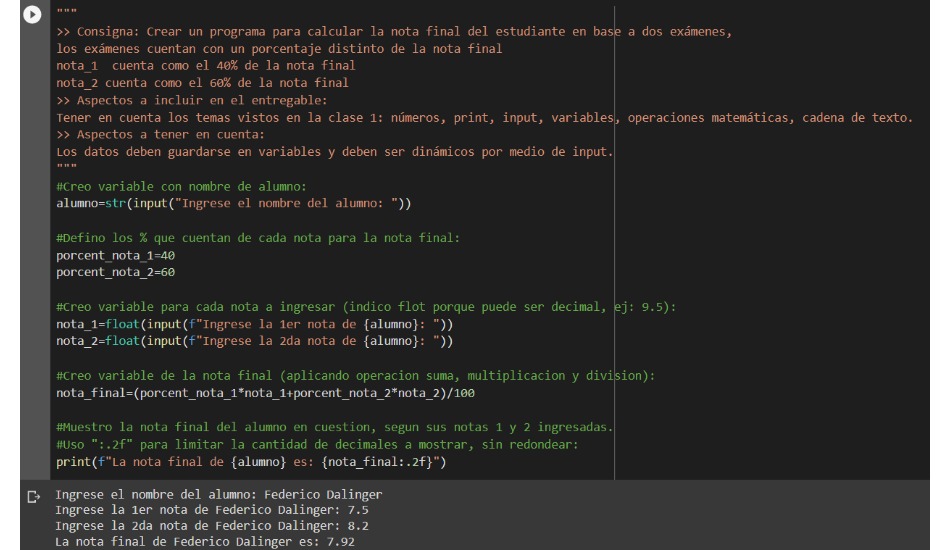 """
>> Consigna: Crear un programa para calcular la nota final del estudiante en base a dos exámenes,
los exámenes cuentan con un porcentaje distinto de la nota final
nota_1  cuenta como el 40% de la nota final
nota_2 cuenta como el 60% de la nota final
>> Aspectos a incluir en el entregable:
Tener en cuenta los temas vistos en la clase 1: números, print, input, variables, operaciones matemáticas, cadena de texto.
>> Aspectos a tener en cuenta:
Los datos deben guardarse en variables y deben ser dinámicos por medio de input.
"""
#Creo variable con nombre de alumno:
alumno=str(input("Ingrese el nombre del alumno: "))
#Defino los % que cuentan de cada nota para la nota final:
porcent_nota_1=40
porcent_nota_2=60
#Creo variable para cada nota a ingresar (indico flot porque puede ser decimal, ej: 9.5):
nota_1=float(input(f"Ingrese la 1er nota de {alumno}: "))
nota_2=float(input(f"Ingrese la 2da nota de {alumno}: "))
#Creo variable de la nota final (aplicando operacion suma, multiplicacion y division):
nota_final=(porcent_nota_1*nota_1+porcent_nota_2*nota_2)/100
#Muestro la nota final del alumno en cuestion, segun sus notas 1 y 2 ingresadas.
#Uso ":.2f" para limitar la cantidad de decimales a mostrar, sin redondear:
print(f"La nota final de {alumno} es: {nota_final:.2f}")
Ingrese el nombre del alumno: Federico Dalinger
Ingrese la 1er nota de Federico Dalinger: 7.5
Ingrese la 2da nota de Federico Dalinger: 8.2
La nota final de Federico Dalinger es: 7.92